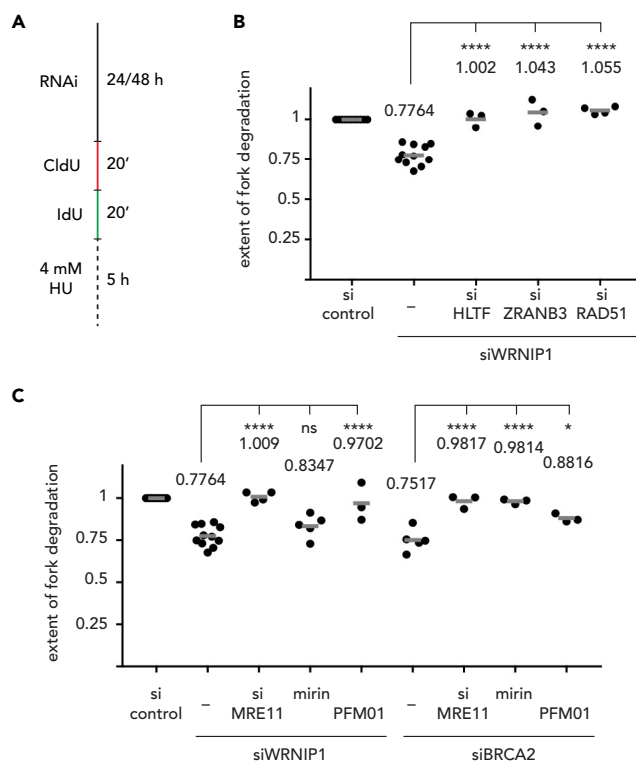 A
RNAi 24/48 h
CldU 20’
IdU 20’
4 mM
HU 5 h
B
**** **** ****
1.002 1.043 1.055
0.7764
extent of fork degradation
1
0.75
0.5
0.25
si
control
–
si
HLTF
si
ZRANB3
si
RAD51
siWRNIP1
C
**** ns **** **** **** *
1.009 0.9702 0.9817 0.9814
0.8347 0.8816
0.7764 0.7517
extent of fork degradation
1
0.75
0.5
0.25
si
control
–
si
MRE11
mirin
PFM01
–
si
MRE11
mirin
PFM01
siWRNIP1 siBRCA2